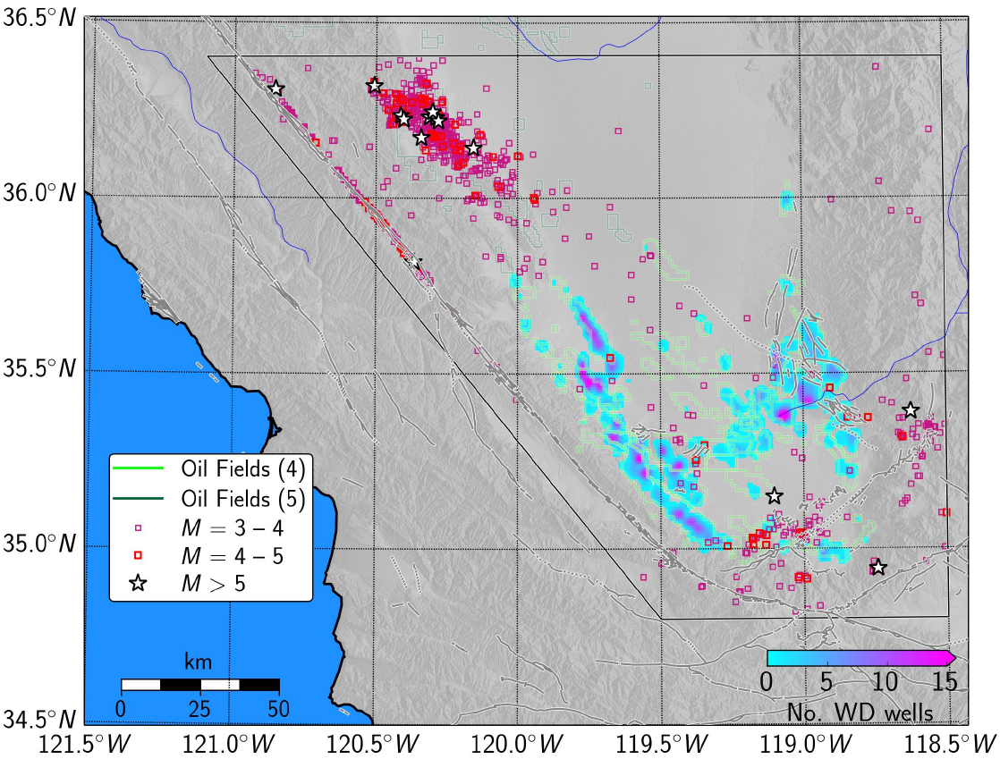 36.5°N
36.0°N
35.5°N
35.0°N
34.5°N
Oil Fields (4)
Oil Fields (5)
M = 3 – 4
M = 4 – 5
M > 5
km
0 25 50
0 5 10 15
No. WD wells
121.5°W 121.0°W 120.5°W 120.0°W 119.5°W 119.0°W 118.5°W